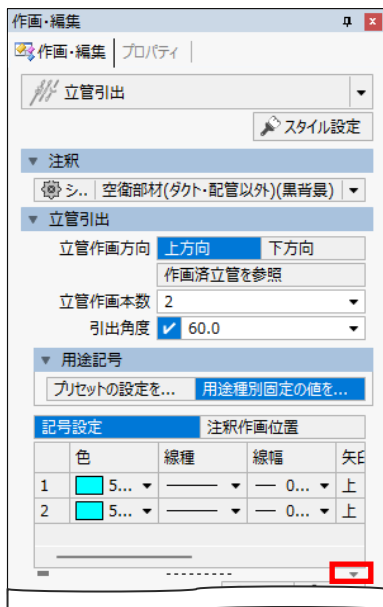 作画・編集
作画・編集 プロパティ
立管引出
スタイル設定
注釈
シ.. 空衛部材(ダクト・配管以外)(黒背景)
立管引出
立管作画方向 上方向 下方向
作画済立管を参照
立管作画本数 2
引出角度 60.0
用途記号
プリセットの設定を... 用途種別固定の値を...
記号設定 注釈作画位置
色 線種 線幅 矢印
1 5... 0... 上
2 5... 0... 上